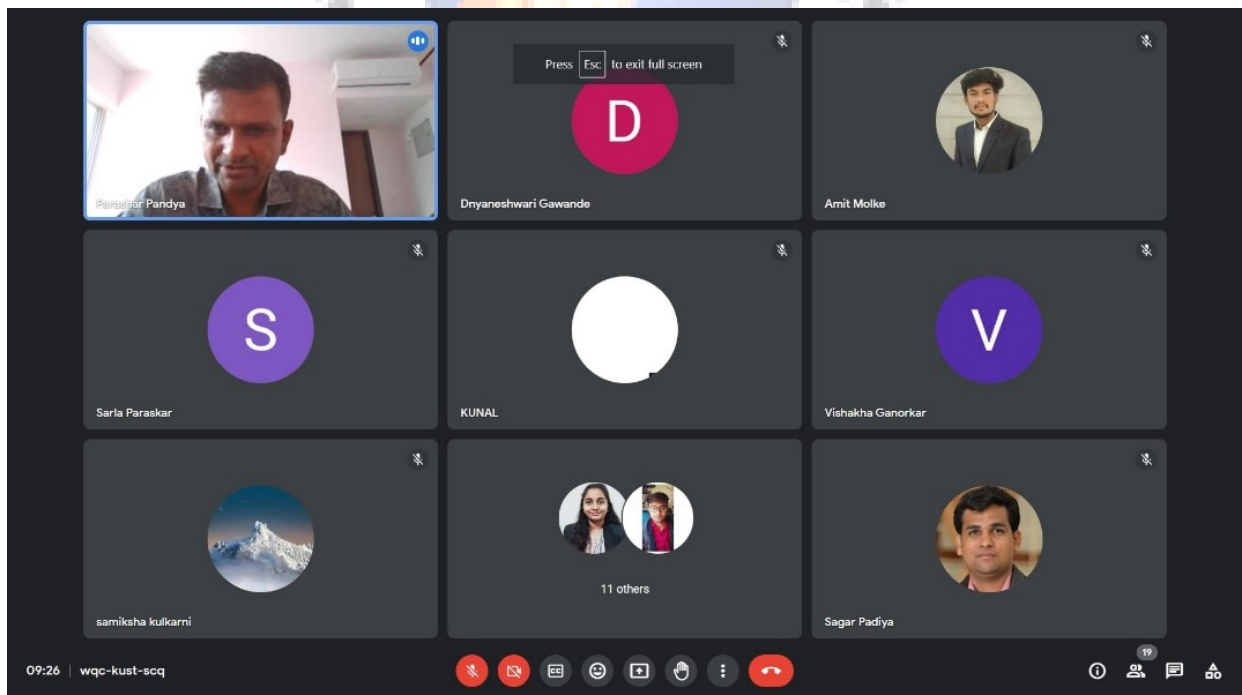 Press Esc to exit full screen
D
Parashar Pandya
Dnyaneshwari Gawande
Amit Molke
S
V
Sarla Paraskar
KUNAL
Vishakha Ganorkar
11 others
samiksha kulkarni
Sagar Padiya
19
09:26 | wqc-kust-scq
CC